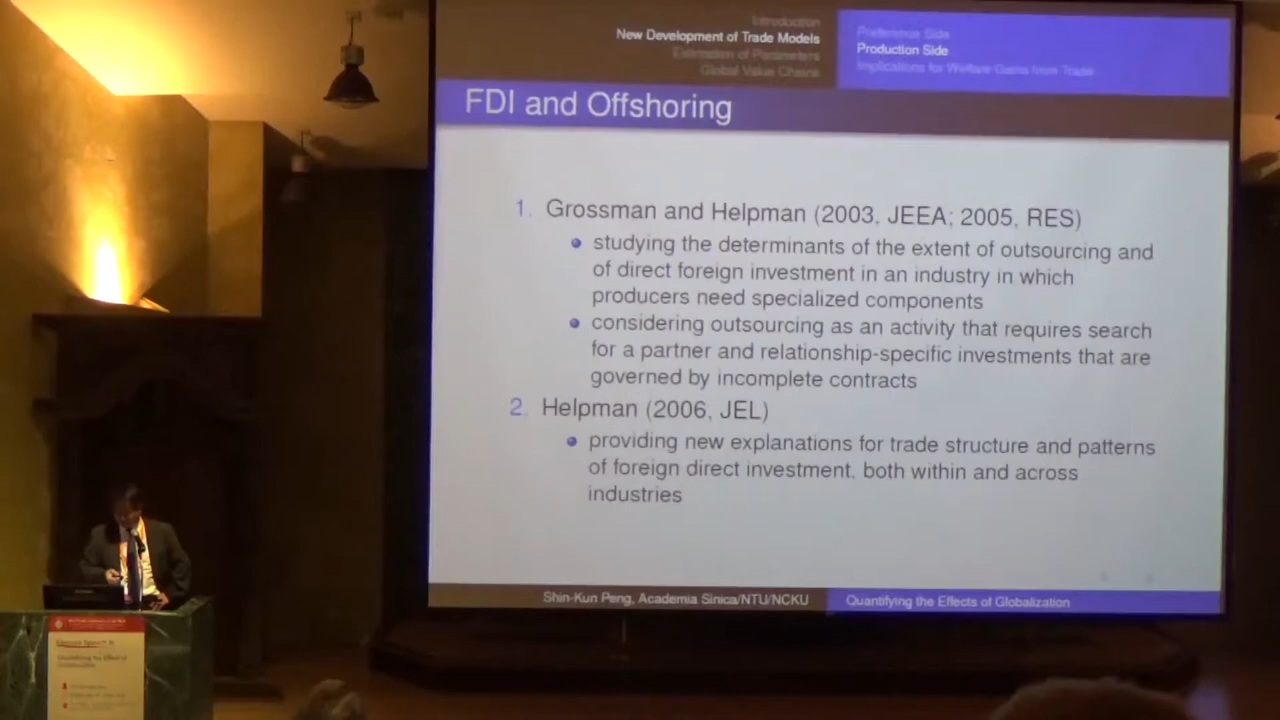 Introduction
New Development of Trade Models
Estimation of Parameters
Global Value Chains
Preference Side
Production Side
Implications for Welfare Gains from Trade
FDI and Offshoring
1. Grossman and Helpman (2003, JEEA; 2005, RES)
studying the determinants of the extent of outsourcing and
of direct foreign investment in an industry in which
producers need specialized components
considering outsourcing as an activity that requires search
for a partner and relationship-specific investments that are
governed by incomplete contracts
2. Helpman (2006, JEL)
providing new explanations for trade structure and patterns
of foreign direct investment, both within and across
industries
Shin-Kun Peng, Academia Sinica/NTU/NCKU
Quantifying the Effects of Globalization